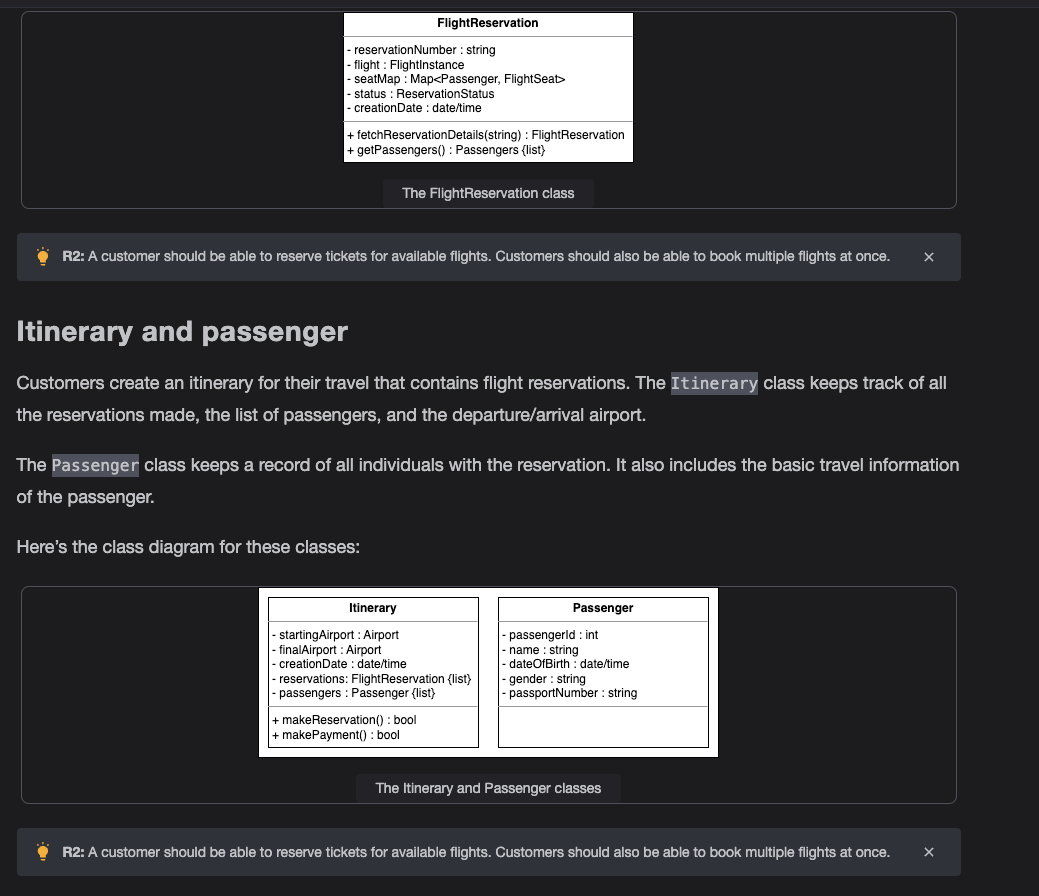 FlightReservation
- reservationNumber : string
- flight : FlightInstance
- seatMap : Map<Passenger, FlightSeat>
- status : ReservationStatus
- creationDate : date/time
+ fetchReservationDetails(string) : FlightReservation
+ getPassengers() : Passengers {list}
The FlightReservation class
R2: A customer should be able to reserve tickets for available flights. Customers should also be able to book multiple flights at once. ×
Itinerary and passenger
Customers create an itinerary for their travel that contains flight reservations. The Itinerary class keeps track of all
the reservations made, the list of passengers, and the departure/arrival airport.
The Passenger class keeps a record of all individuals with the reservation. It also includes the basic travel information
of the passenger.
Here’s the class diagram for these classes:
Itinerary
- startingAirport : Airport
- finalAirport : Airport
- creationDate : date/time
- reservations: FlightReservation {list}
- passengers : Passenger {list}
+ makeReservation() : bool
+ makePayment() : bool
Passenger
- passengerId : int
- name : string
- dateOfBirth : date/time
- gender : string
- passportNumber : string
The Itinerary and Passenger classes
R2: A customer should be able to reserve tickets for available flights. Customers should also be able to book multiple flights at once. ×